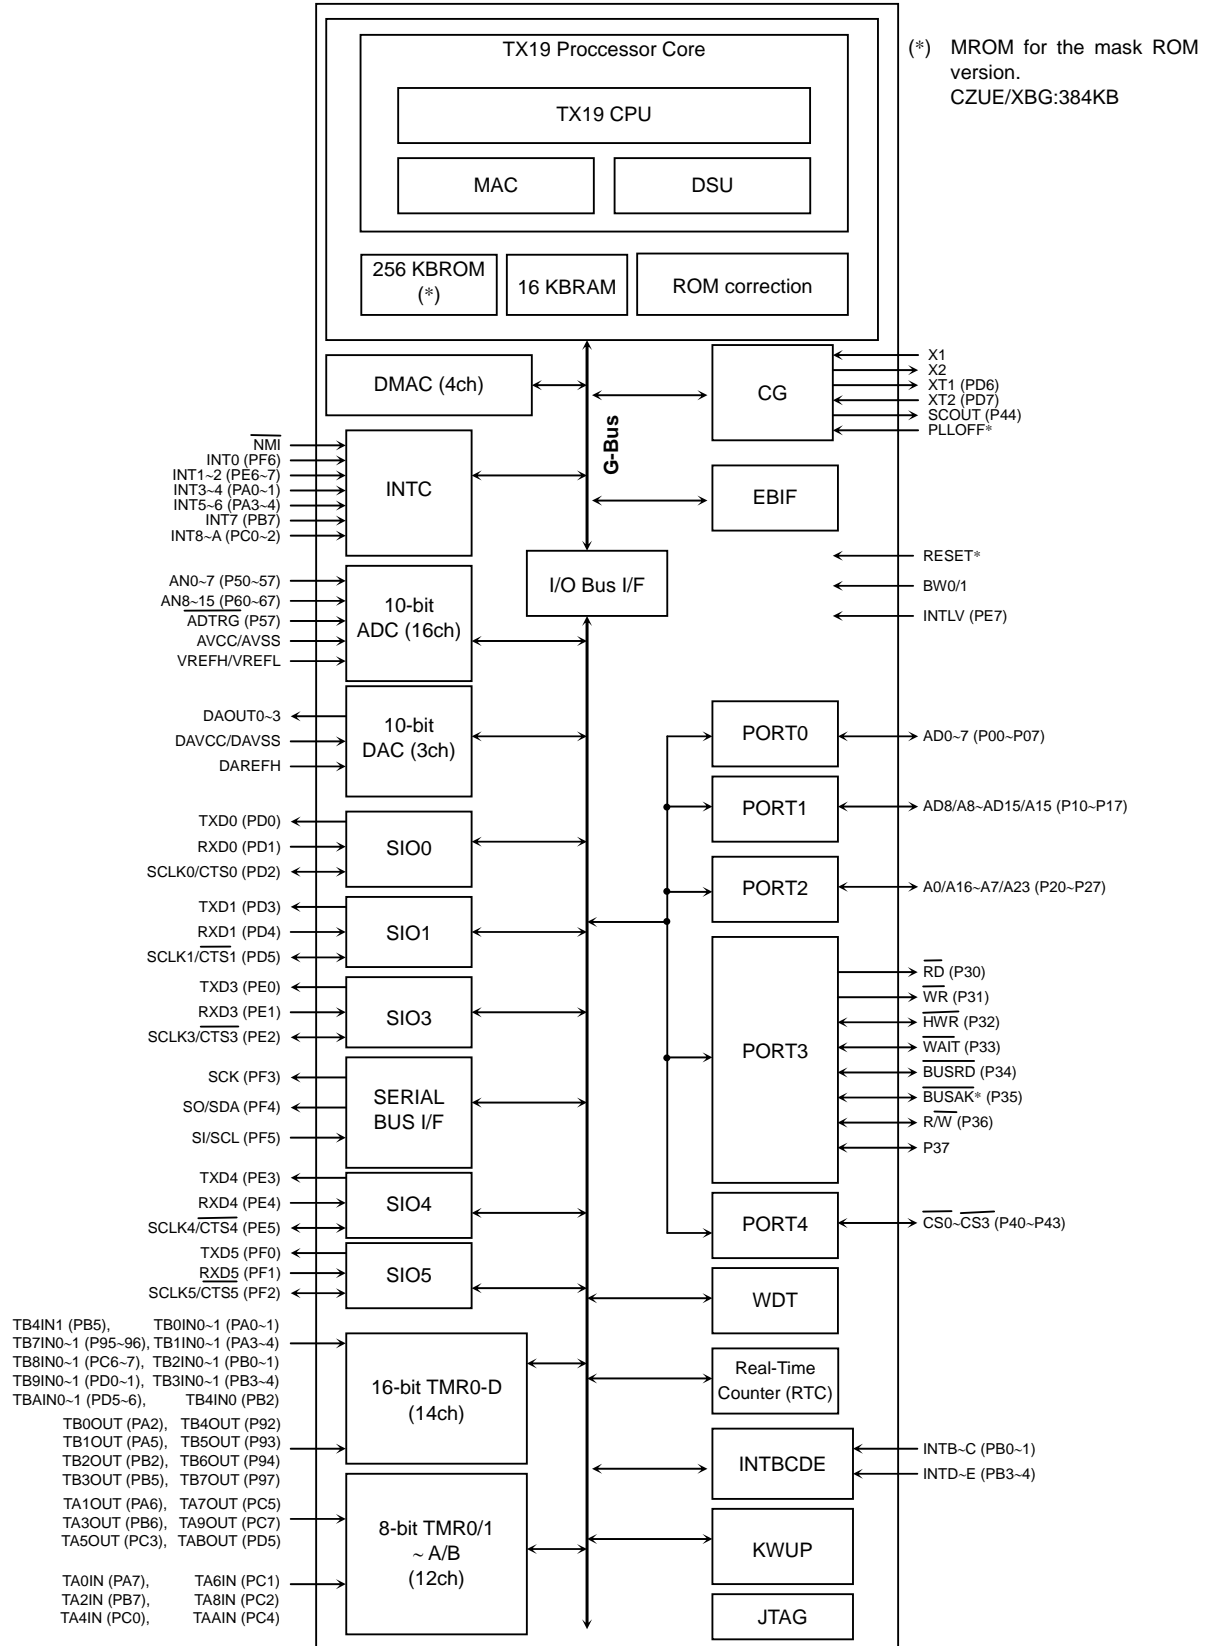 TX19 Proccessor Core
TX19 CPU
MAC
DSU
256 KBROM
(*)
16 KBRAM
ROM correction
(*) MROM for the mask ROM
version.
CZUE/XBG:384KB
DMAC (4ch)
G-Bus
CG
X1
X2
XT1 (PD6)
XT2 (PD7)
SCOUT (P44)
PLLOFF*
NMI
INT0 (PF6)
INT1~2 (PE6~7)
INT3~4 (PA0~1)
INT5~6 (PA3~4)
INT7 (PB7)
INT8~A (PC0~2)
INTC
EBIF
I/O Bus I/F
RESET*
BW0/1
INTLV (PE7)
AN0~7 (P50~57)
AN8~15 (P60~67)
ADTRG (P57)
AVCC/AVSS
VREFH/VREFL
10-bit
ADC (16ch)
DAOUT0~3
DAVCC/DAVSS
DAREFH
10-bit
DAC (3ch)
PORT0
AD0~7 (P00~P07)
PORT1
AD8/A8~AD15/A15 (P10~P17)
TXD0 (PD0)
RXD0 (PD1)
SCLK0/CTS0 (PD2)
SIO0
PORT2
A0/A16~A7/A23 (P20~P27)
TXD1 (PD3)
RXD1 (PD4)
SCLK1/CTS1 (PD5)
SIO1
TXD3 (PE0)
RXD3 (PE1)
SCLK3/CTS3 (PE2)
SIO3
PORT3
RD (P30)
WR (P31)
HWR (P32)
WAIT (P33)
BUSRD (P34)
BUSAK* (P35)
R/W (P36)
P37
SCK (PF3)
SO/SDA (PF4)
SI/SCL (PF5)
SERIAL
BUS I/F
TXD4 (PE3)
RXD4 (PE4)
SCLK4/CTS4 (PE5)
SIO4
PORT4
CS0~CS3 (P40~P43)
TXD5 (PF0)
RXD5 (PF1)
SCLK5/CTS5 (PF2)
SIO5
WDT
TB4IN1 (PB5), TB0IN0~1 (PA0~1)
TB7IN0~1 (P95~96), TB1IN0~1 (PA3~4)
TB8IN0~1 (PC6~7), TB2IN0~1 (PB0~1)
TB9IN0~1 (PD0~1), TB3IN0~1 (PB3~4)
TBAIN0~1 (PD5~6), TB4IN0 (PB2)
TB0OUT (PA2), TB4OUT (P92)
TB1OUT (PA5), TB5OUT (P93)
TB2OUT (PB2), TB6OUT (P94)
TB3OUT (PB5), TB7OUT (P97)
16-bit TMR0-D
(14ch)
Real-Time
Counter (RTC)
INTBCDE
INTB~C (PB0~1)
INTD~E (PB3~4)
TA1OUT (PA6), TA7OUT (PC5)
TA3OUT (PB6), TA9OUT (PC7)
TA5OUT (PC3), TABOUT (PD5)
TA0IN (PA7), TA6IN (PC1)
TA2IN (PB7), TA8IN (PC2)
TA4IN (PC0), TAAIN (PC4)
8-bit TMR0/1
~ A/B
(12ch)
KWUP
JTAG